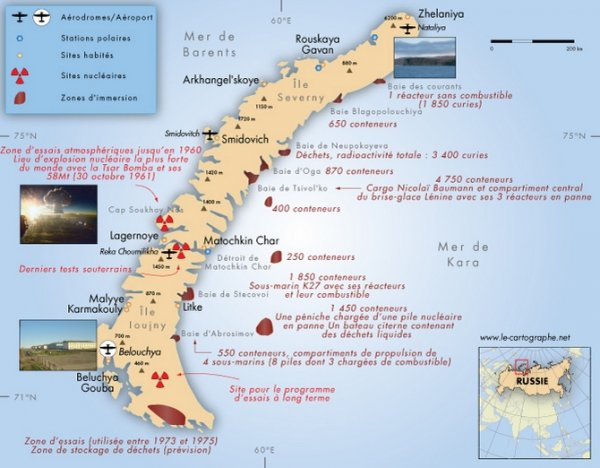 Aérodromes/Aéroport
Stations polaires
Sites habités
Sites nucléaires
Zones d'immersion
60°E
Mer de
Barents
Zhelaniya
6200 m
Nataliya
0
200 km
Rouskaya
Gavan
880 m
Arkhangel'skoye
Île
Severny
1150 m
Baie des courants
1 réacteur sans combustible
(1 850 curies)
Baie Blagopolouchiya
650 conteneurs
75°N
75°N
Smidovitch
1720 m
Smidovich
Zone d'essais atmosphériques jusqu'en 1960
Lieu d'explosion nucléaire la plus forte
du monde avec la Tsar Bomba et ses
58Mt (30 octobre 1961)
Baie de Neupokoyeva
Déchets, radioactivité totale : 3 400 curies
Baie d'Oga
870 conteneurs
1420 m
Baie de Tsivol'ko
4 750 conteneurs
Cargo Nicolaï Baumann et compartiment central
du brise-glace Lénine avec ses 3 réacteurs en panne
1400 m
400 conteneurs
Cap Soukhoy Nos
Lagernoye
Reka Choumilikha
Matochkin Char
Mer de
Kara
1450 m
Détroit de
Matochkin Char
250 conteneurs
Derniers tests souterrains
1 850 conteneurs
Sous-marin K27 avec ses réacteurs
et leur combustible
870 m
Baie de Stecovoï
Malyye
Karmakouly
Île
Ioujny
Litke
1 450 conteneurs
Une péniche chargée d'une pile nucléaire
en panne Un bateau citerne contenant
des déchets liquides
700 m
Baie d'Abrosimov
www.le-cartographe.net
Belouchya
550 conteneurs, compartiments de propulsion de
4 sous-marins (8 piles dont 3 chargées de combustible)
460 m
Beluchya
Gouba
Site pour le programme
d'essais à long terme
RUSSIE
71°N
71°N
Zone d'essais (utilisée entre 1973 et 1975)
Zone de stockage de déchets (prévision)
60°E